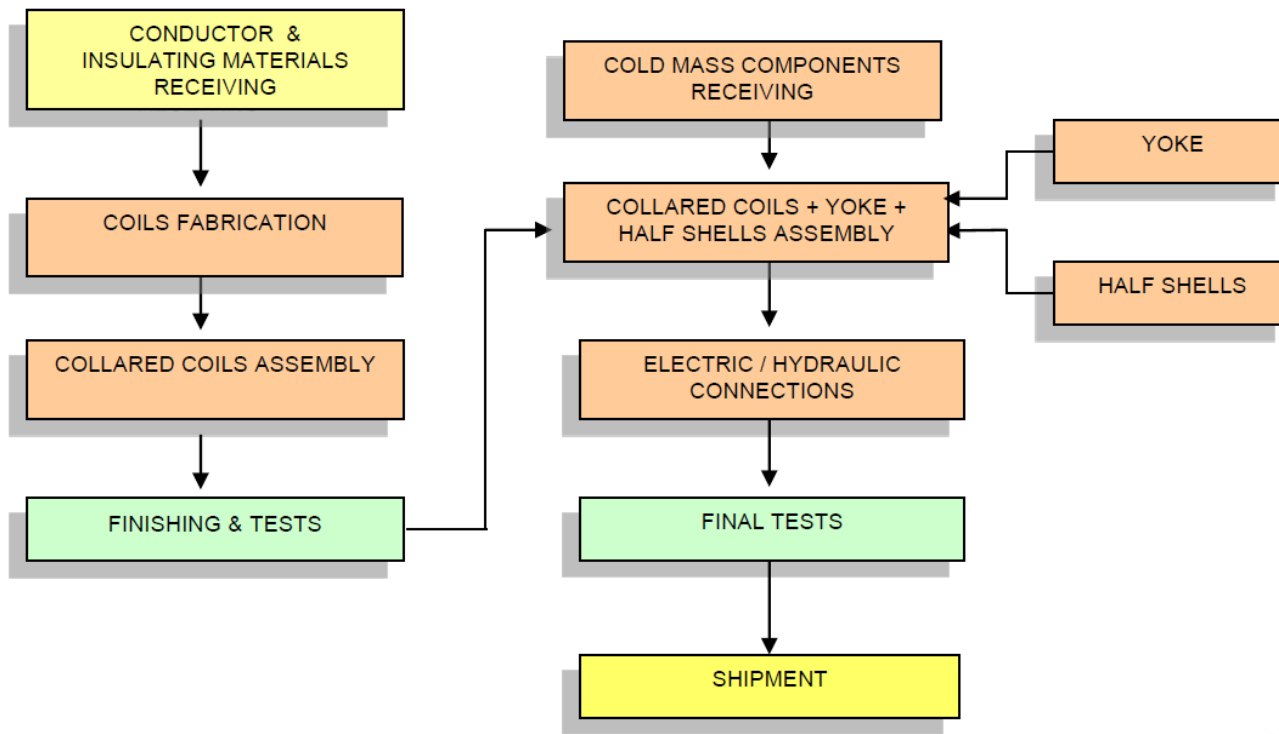 CONDUCTOR &
INSULATING MATERIALS
RECEIVING
COILS FABRICATION
COLLARED COILS ASSEMBLY
FINISHING & TESTS
COLD MASS COMPONENTS
RECEIVING
COLLARED COILS + YOKE +
HALF SHELLS ASSEMBLY
ELECTRIC / HYDRAULIC
CONNECTIONS
FINAL TESTS
SHIPMENT
YOKE
HALF SHELLS